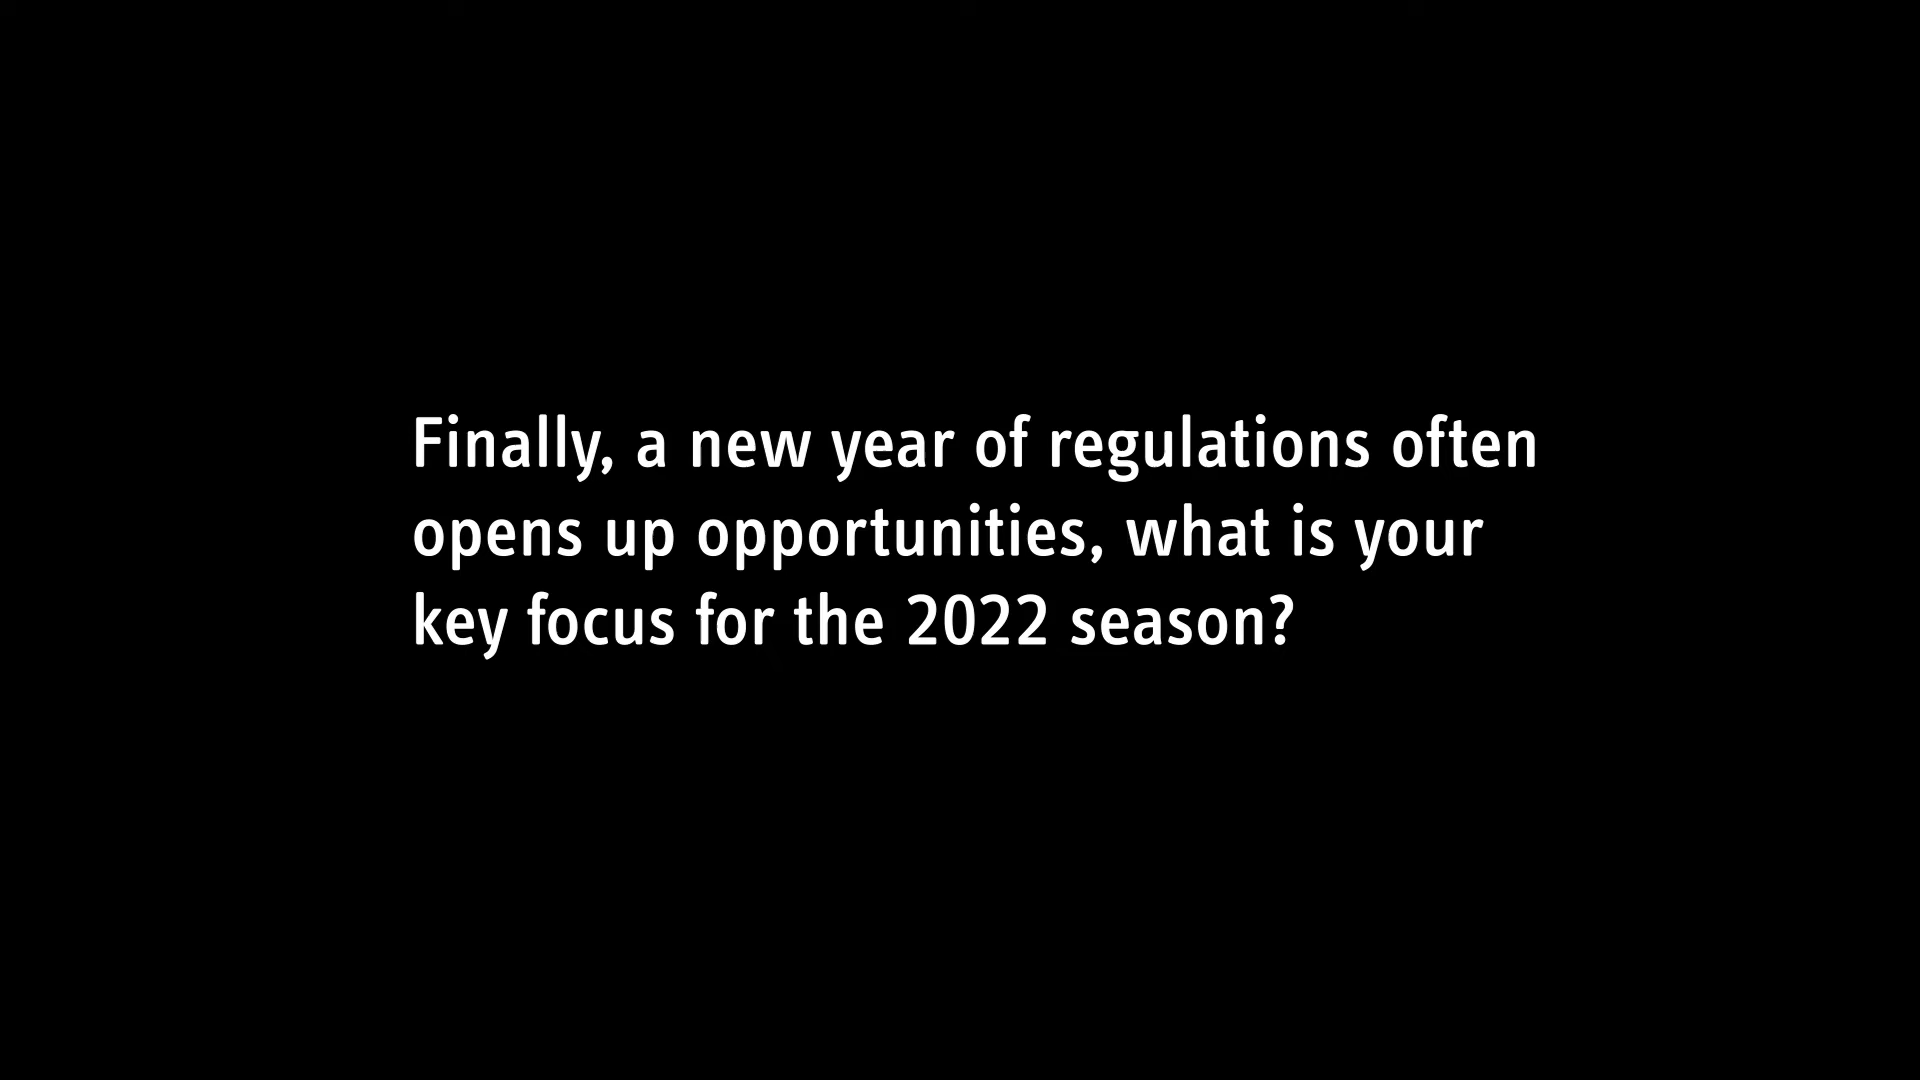 Finally, a new year of regulations often
opens up opportunities, what is your
key focus for the 2022 season?